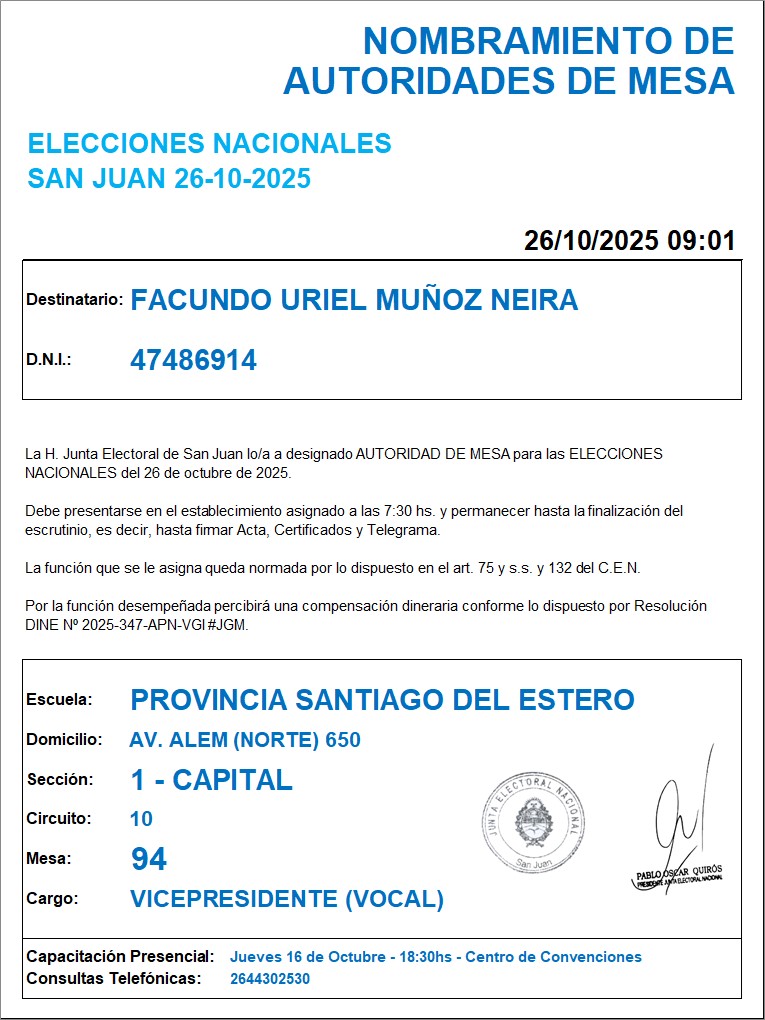 NOMBRAMIENTO DE
AUTORIDADES DE MESA
ELECCIONES NACIONALES
SAN JUAN 26-10-2025
26/10/2025 09:01
Destinatario: FACUNDO URIEL MUÑOZ NEIRA
D.N.I.: 47486914
La H. Junta Electoral de San Juan lo/a a designado AUTORIDAD DE MESA para las ELECCIONES
NACIONALES del 26 de octubre de 2025.
Debe presentarse en el establecimiento asignado a las 7:30 hs. y permanecer hasta la finalización del
escrutinio, es decir, hasta firmar Acta, Certificados y Telegrama.
La función que se le asigna queda normada por lo dispuesto en el art. 75 y s.s. y 132 del C.E.N.
Por la función desempeñada percibirá una compensación dineraria conforme lo dispuesto por Resolución
DINE Nº 2025-347-APN-VGI#JGM.
Escuela: PROVINCIA SANTIAGO DEL ESTERO
Domicilio: AV. ALEM (NORTE) 650
Sección: 1 - CAPITAL
Circuito: 10
Mesa: 94
Cargo: VICEPRESIDENTE (VOCAL)
JUNTA ELECTORAL NACIONAL
San Juan
PABLO OSCAR QUIRÓS
PRESIDENTE JUNTA ELECTORAL NACIONAL
Capacitación Presencial: Jueves 16 de Octubre - 18:30hs - Centro de Convenciones
Consultas Telefónicas: 2644302530